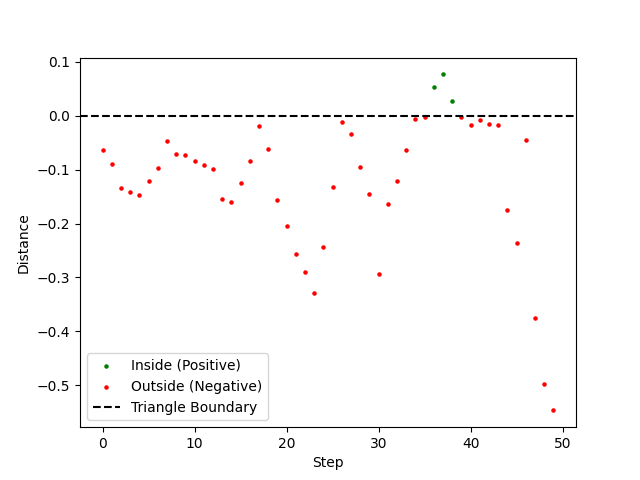 0.1
0.0
−0.1
−0.2
−0.3
−0.4
−0.5
Distance
Inside (Positive)
Outside (Negative)
Triangle Boundary
0 10 20 30 40 50
Step